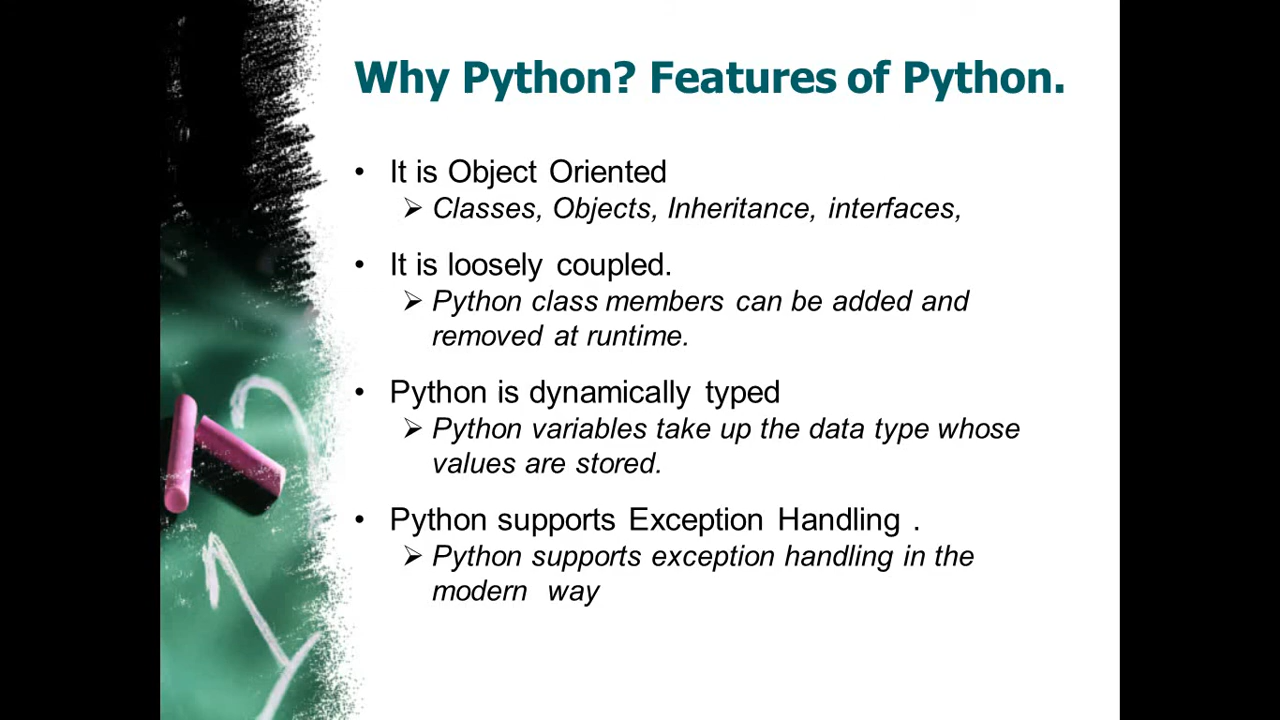 Why Python? Features of Python.
• It is Object Oriented
➢ Classes, Objects, Inheritance, interfaces,
• It is loosely coupled.
➢ Python class members can be added and
removed at runtime.
• Python is dynamically typed
➢ Python variables take up the data type whose
values are stored.
• Python supports Exception Handling .
➢ Python supports exception handling in the
modern way